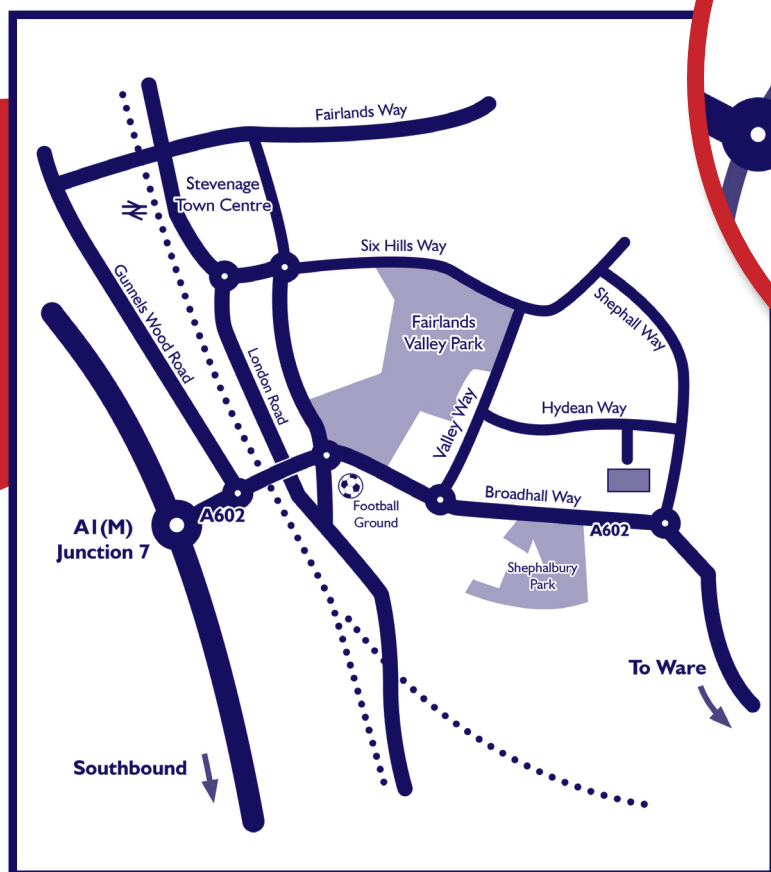 Fairlands Way
Stevenage
Town Centre
Six Hills Way
Gunnels Wood Road
Shephall Way
Fairlands
Valley Park
London Road
Valley Way
Hydean Way
Broadhall Way
A602
Football
Ground
A1(M)
Junction 7
A602
Shephalbury
Park
To Ware
Southbound